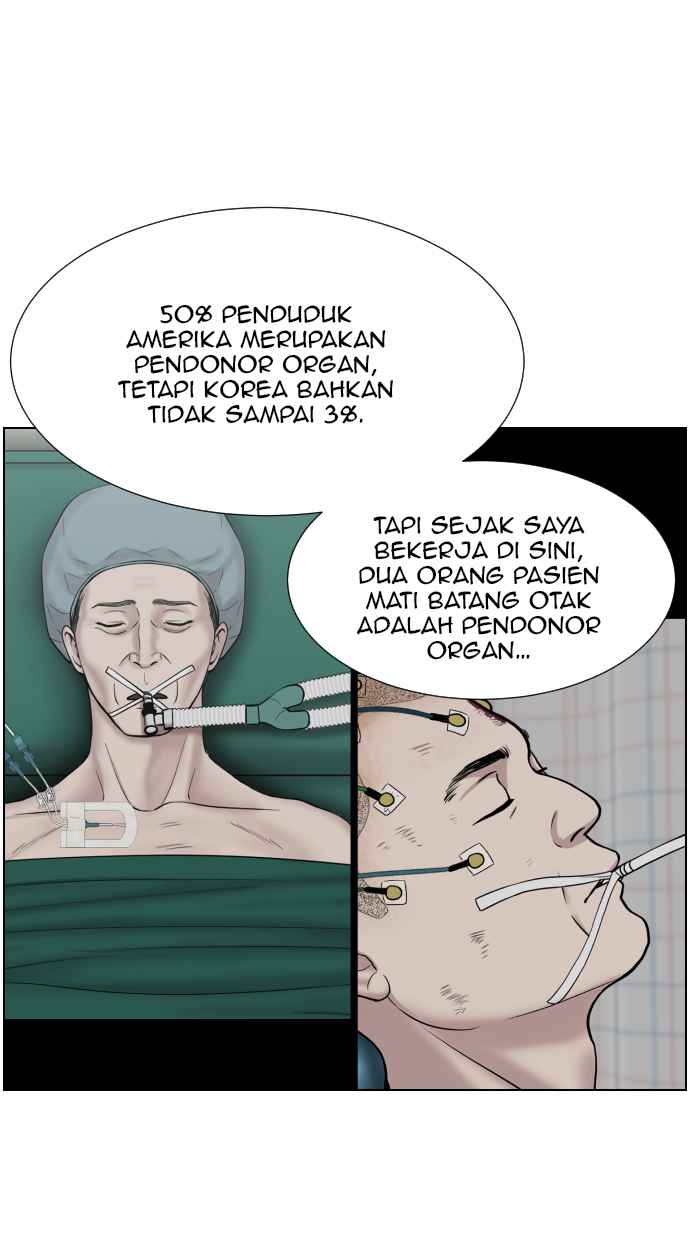 50% PENDUDUK
AMERIKA MERUPAKAN
PENDONOR ORGAN,
TETAPI KOREA BAHKAN
TIDAK SAMPAI 3%.
TAPI SEJAK SAYA
BEKERJA DI SINI,
DUA ORANG PASIEN
MATI BATANG OTAK
ADALAH PENDONOR
ORGAN...